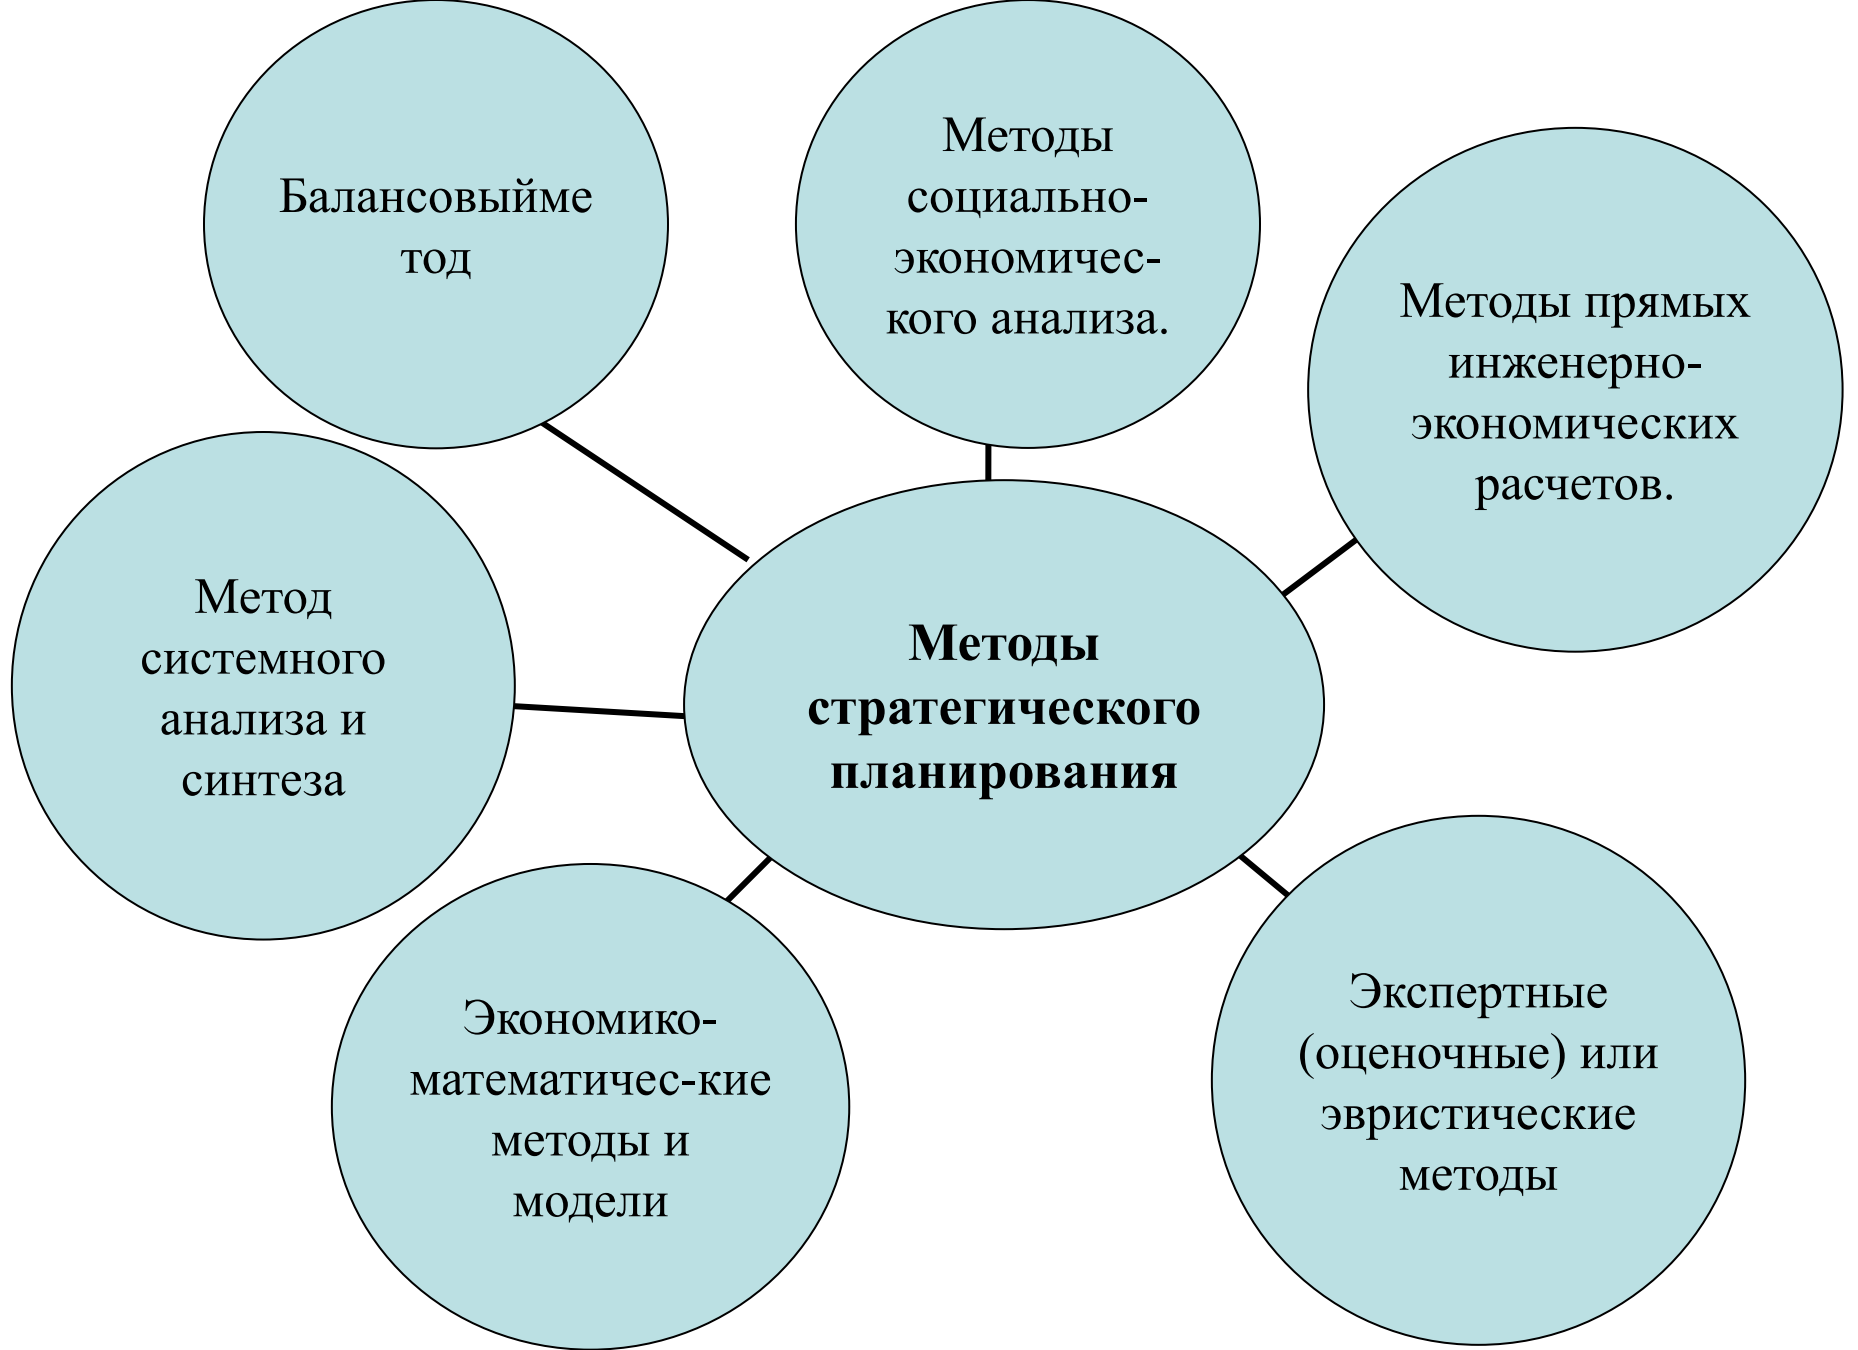 Балансовыйме
тод
Методы
социально-
экономичес-
кого анализа.
Методы прямых
инженерно-
экономических
расчетов.
Метод
системного
анализа и
синтеза
Методы
стратегического
планирования
Экономико-
математичес-кие
методы и
модели
Экспертные
(оценочные) или
эвристические
методы